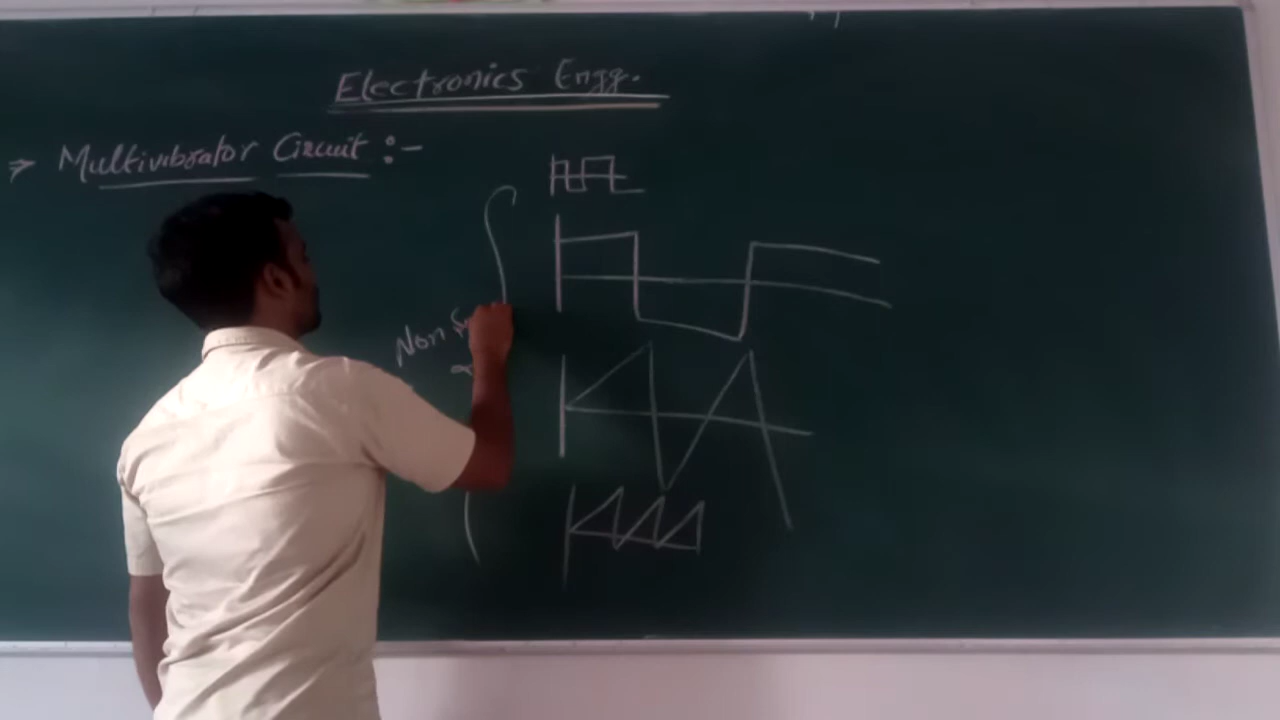 Electronics Engg.
⇒ Multivibrator Circuit :-
Non